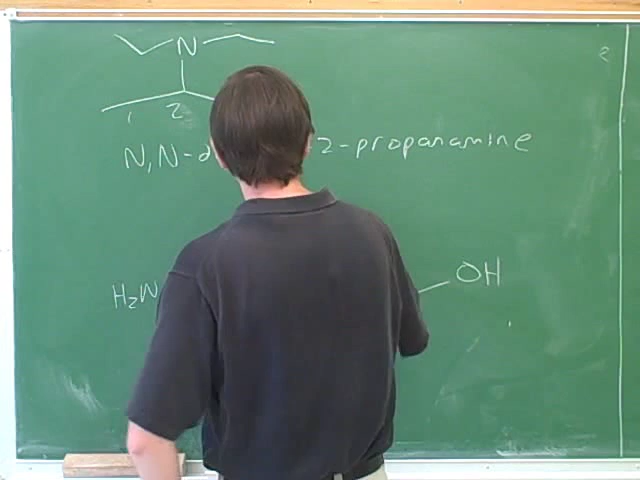 N
1 2
N,N-d 2-propanamine
H₂N OH